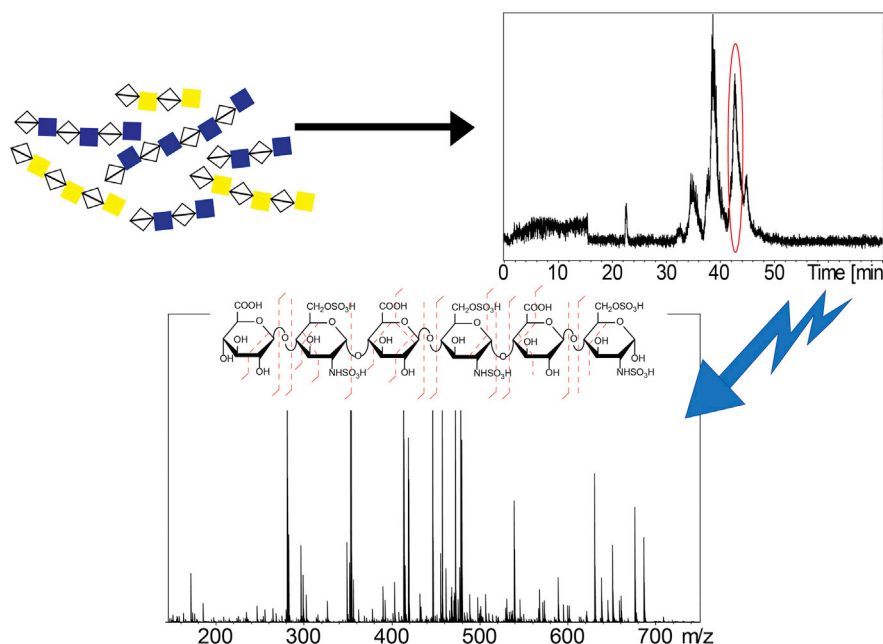 0 10 20 30 40 50
Time [min
COOH CH₂OSO₃H COOH CH₂OSO₃H COOH CH₂OSO₃H
O O O O O O
OH OH O OH OH O OH OH
OH O O O OH
OH NHSO₃H OH NHSO₃H OH NHSO₃H
200 300 400 500 600 700 m/z